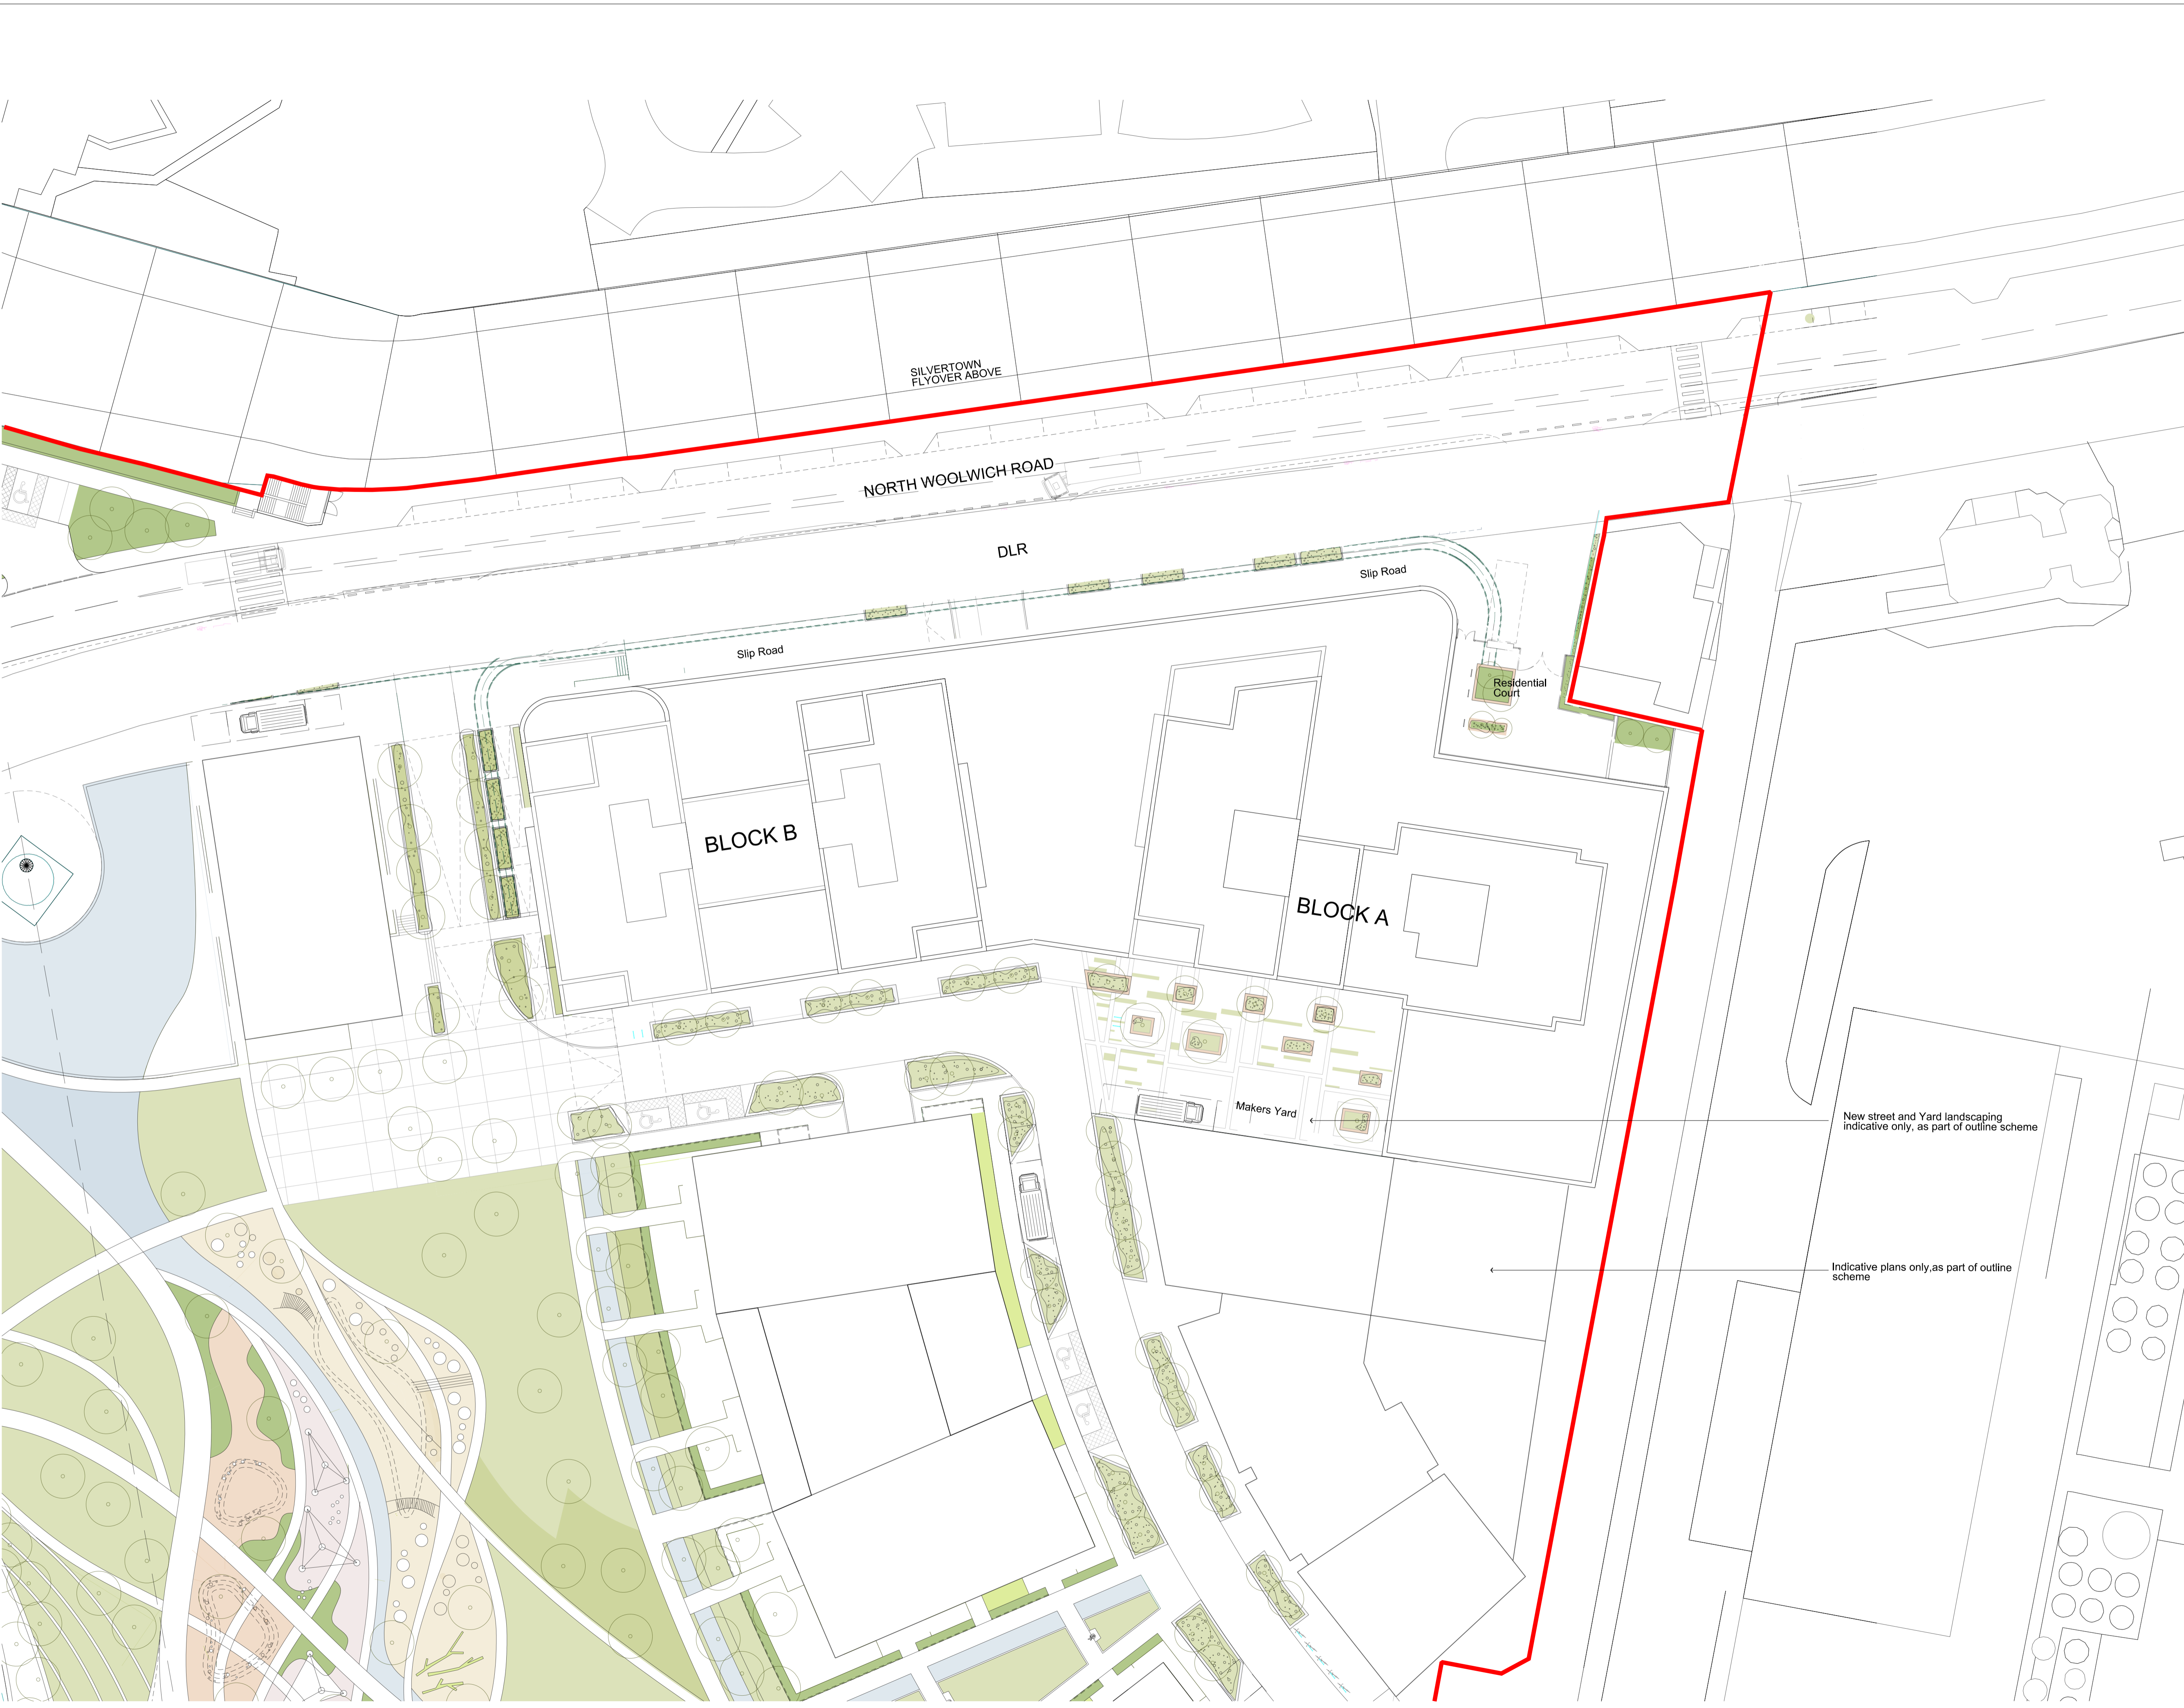 SILVERTOWN
FLYOVER ABOVE
NORTH WOOLWICH ROAD
DLR
Slip Road
Slip Road
Residential
Court
BLOCK B
BLOCK A
Makers Yard
New street and Yard landscaping
indicative only, as part of outline scheme
Indicative plans only,as part of outline
scheme